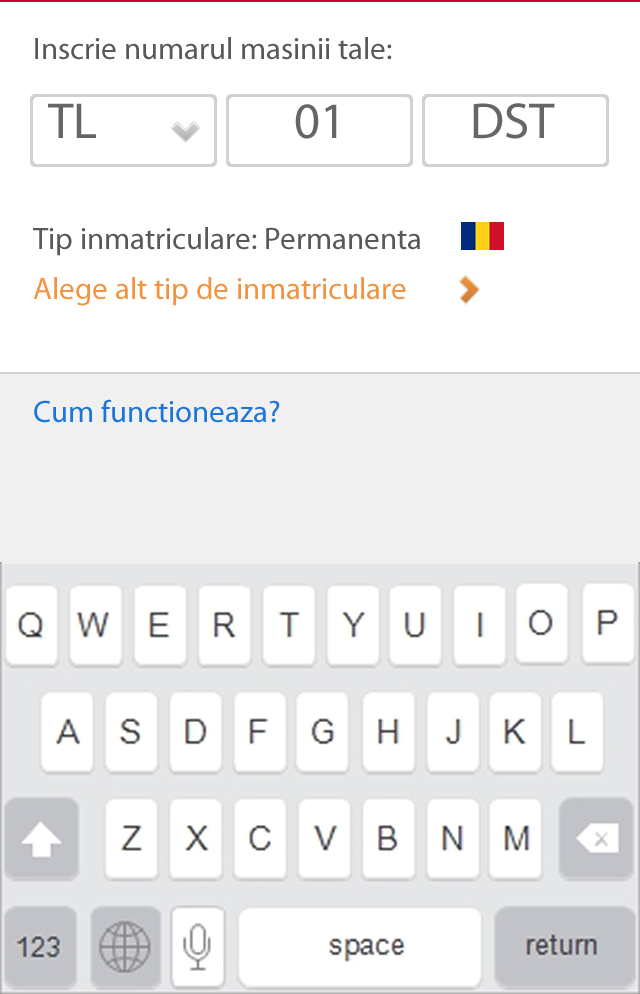 Inscrie numarul masinii tale:
TL 01 DST
Tip inmatriculare: Permanenta
Alege alt tip de inmatriculare
Cum functioneaza?
Q W E R T Y U I O P
A S D F G H J K L
Z X C V B N M
123 space return